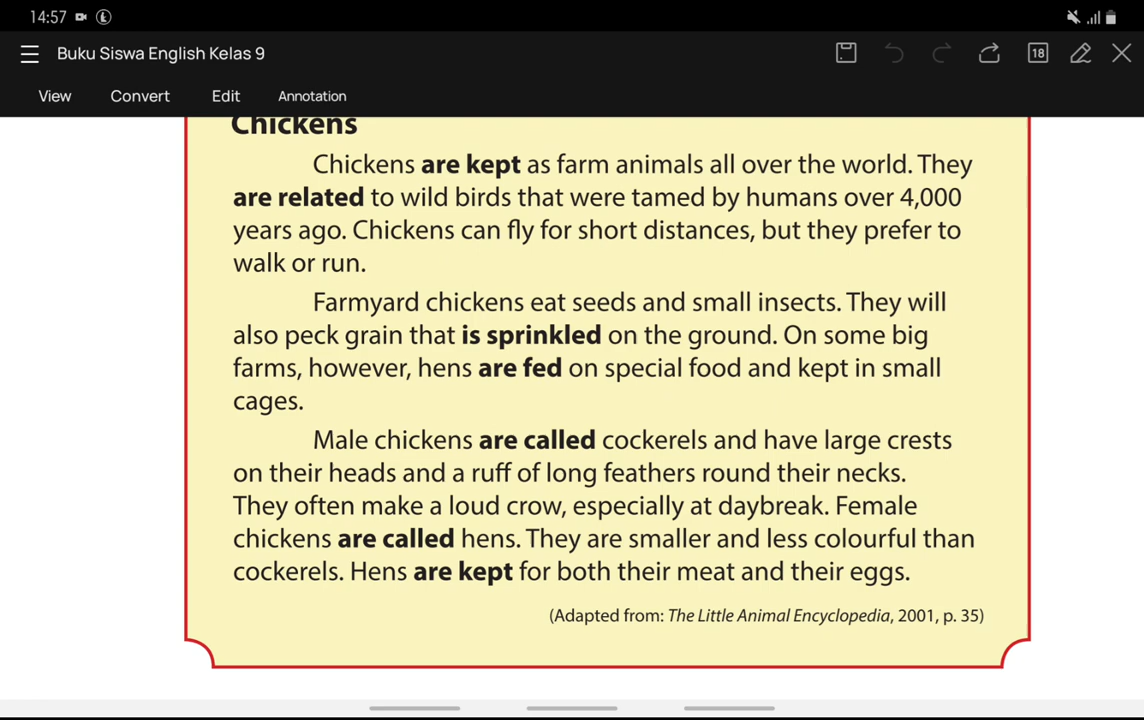 14:57
Buku Siswa English Kelas 9
18
View Convert Edit Annotation
Chickens
Chickens are kept as farm animals all over the world. They
are related to wild birds that were tamed by humans over 4,000
years ago. Chickens can fly for short distances, but they prefer to
walk or run.
Farmyard chickens eat seeds and small insects. They will
also peck grain that is sprinkled on the ground. On some big
farms, however, hens are fed on special food and kept in small
cages.
Male chickens are called cockerels and have large crests
on their heads and a ruff of long feathers round their necks.
They often make a loud crow, especially at daybreak. Female
chickens are called hens. They are smaller and less colourful than
cockerels. Hens are kept for both their meat and their eggs.
(Adapted from: The Little Animal Encyclopedia, 2001, p. 35)